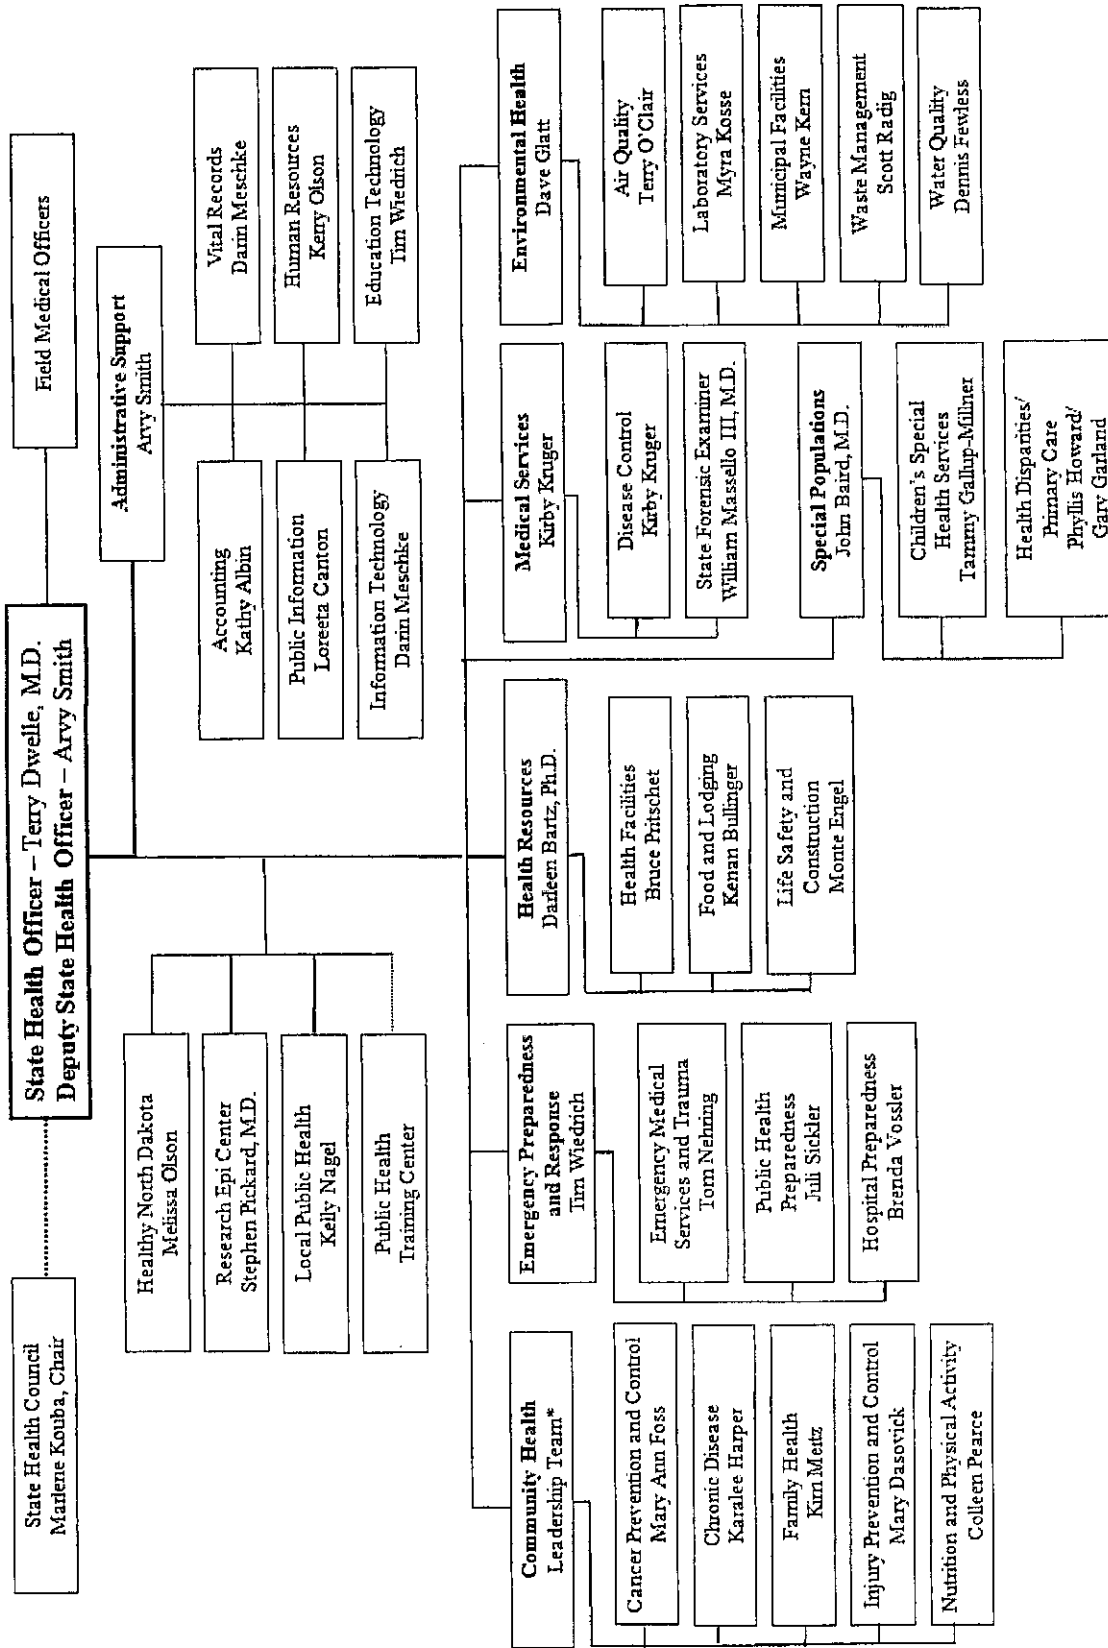 State Health Council
Marlene Kouba, Chair
State Health Officer – Terry Dwelle, M.D.
Deputy State Health Officer – Arvy Smith
Field Medical Officers
Healthy North Dakota
Melissa Olson
Research Epi Center
Stephen Pickard, M.D.
Local Public Health
Kelly Nagel
Public Health
Training Center
Administrative Support
Arvy Smith
Accounting
Kathy Albin
Vital Records
Darin Meschke
Public Information
Loreeta Canton
Human Resources
Kerry Olson
Information Technology
Darin Meschke
Education Technology
Tim Wiedrich
Community Health
Leadership Team*
Cancer Prevention and Control
Mary Ann Foss
Chronic Disease
Karalee Harper
Family Health
Kim Mertz
Injury Prevention and Control
Mary Dasovick
Nutrition and Physical Activity
Colleen Pearce
Emergency Preparedness
and Response
Tim Wiedrich
Emergency Medical
Services and Trauma
Tom Nehring
Public Health
Preparedness
Juli Sickler
Hospital Preparedness
Brenda Vossler
Health Resources
Darleen Bartz, Ph.D.
Health Facilities
Bruce Pritschet
Food and Lodging
Kenan Bullinger
Life Safety and
Construction
Monte Engel
Medical Services
Kirby Kruger
Disease Control
Kirby Kruger
State Forensic Examiner
William Massello III, M.D.
Special Populations
John Baird, M.D.
Children's Special
Health Services
Tammy Gallup-Millner
Health Disparities/
Primary Care
Phyllis Howard/
Gary Garland
Environmental Health
Dave Glatt
Air Quality
Terry O'Clair
Laboratory Services
Myra Kosse
Municipal Facilities
Wayne Kern
Waste Management
Scott Radig
Water Quality
Dennis Fewless